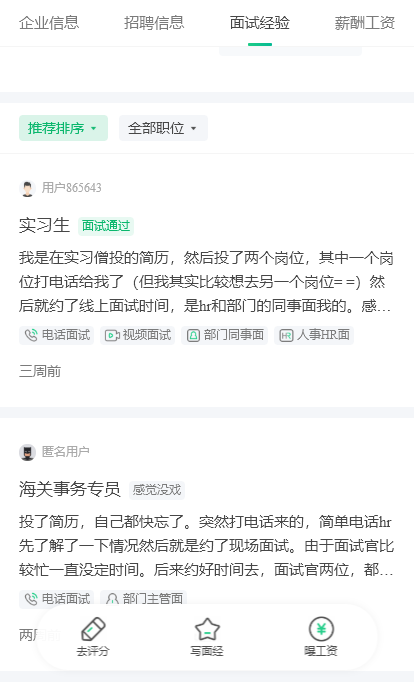 企业信息 招聘信息 面试经验 薪酬工资
推荐排序 全部职位
用户865643
实习生 面试通过
我是在实习僧投的简历，然后投了两个岗位，其中一个岗
位打电话给我了（但我其实比较想去另一个岗位= =）然
后就约了线上面试时间，是hr和部门的同事面我的。感…
电话面试 视频面试 部门同事面 HR 人事HR面
三周前
匿名用户
海关事务专员 感觉没戏
投了简历，自己都快忘了。突然打电话来的，简单电话hr
先了解了一下情况然后就是约了现场面试。由于面试官比
较忙一直没定时间。后来约好时间去，面试官两位，都…
电话面试 部门主管面
两周
去评分 写面经 曝工资